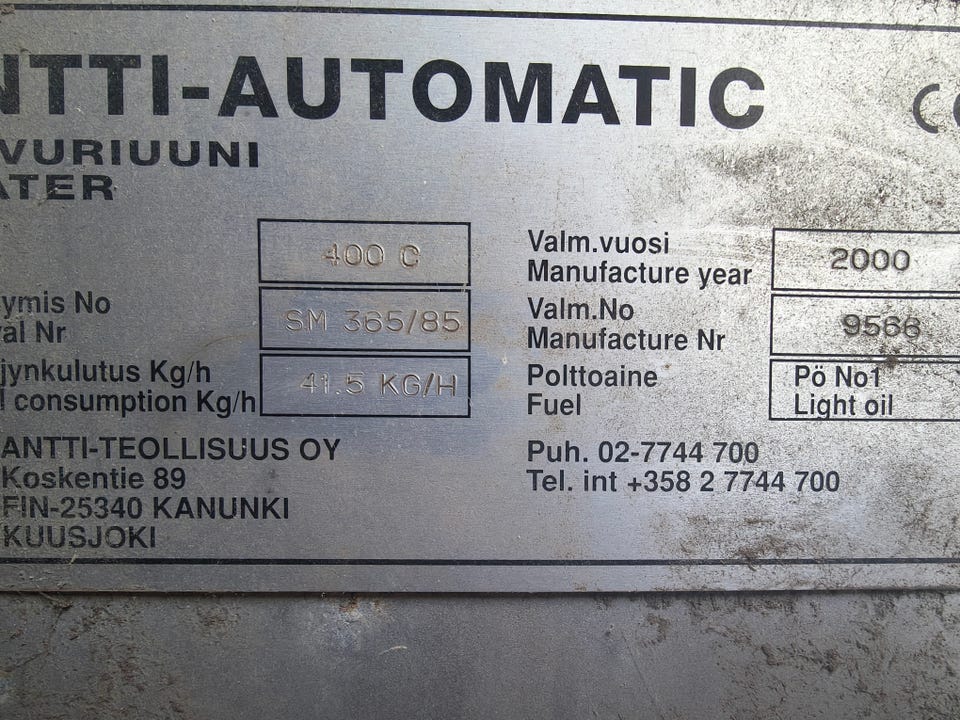 NTTI-AUTOMATIC
CE
VURIUUNI
ATER
400 C
ymis No
val Nr
SM 365/85
jynkulutus Kg/h
l consumption Kg/h
41.5 KG/H
Valm.vuosi
Manufacture year
2000
Valm.No
Manufacture Nr
9566
Polttoaine
Fuel
Pö No1
Light oil
ANTTI-TEOLLISUUS OY
Koskentie 89
FIN-25340 KANUNKI
KUUSJOKI
Puh. 02-7744 700
Tel. int +358 2 7744 700